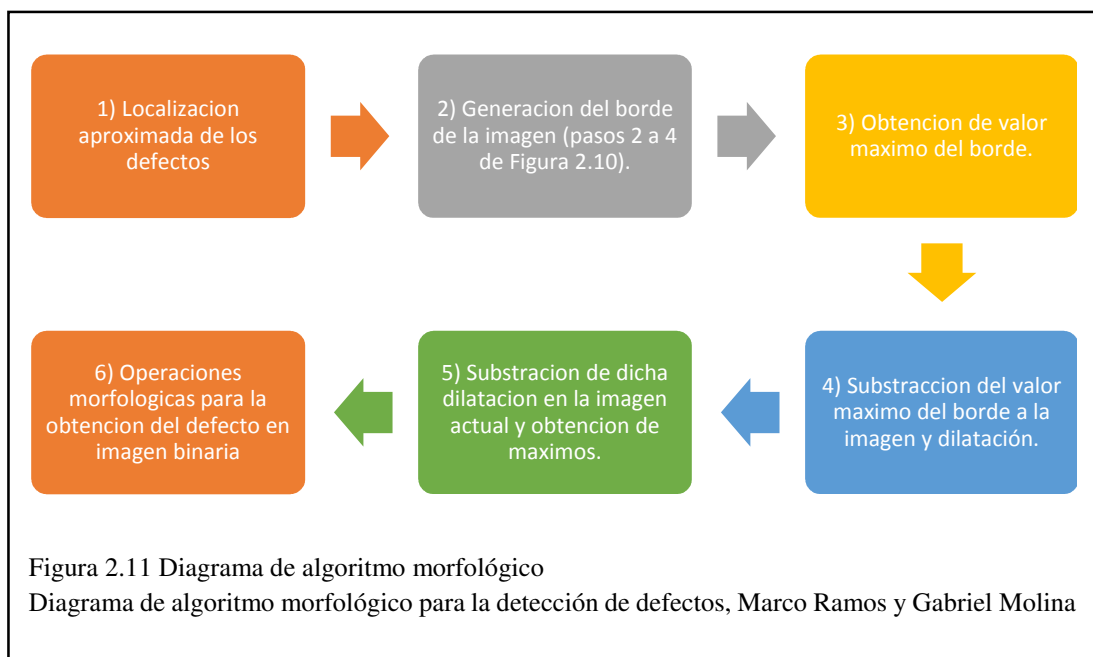 1) Localizacion
aproximada de los
defectos
2) Generacion del borde
de la imagen (pasos 2 a 4
de Figura 2.10).
3) Obtencion de valor
maximo del borde.
4) Substraccion del valor
maximo del borde a la
imagen y dilatación.
5) Substracion de dicha
dilatacion en la imagen
actual y obtencion de
maximos.
6) Operaciones
morfologicas para la
obtencion del defecto en
imagen binaria
Figura 2.11 Diagrama de algoritmo morfológico
Diagrama de algoritmo morfológico para la detección de defectos, Marco Ramos y Gabriel Molina